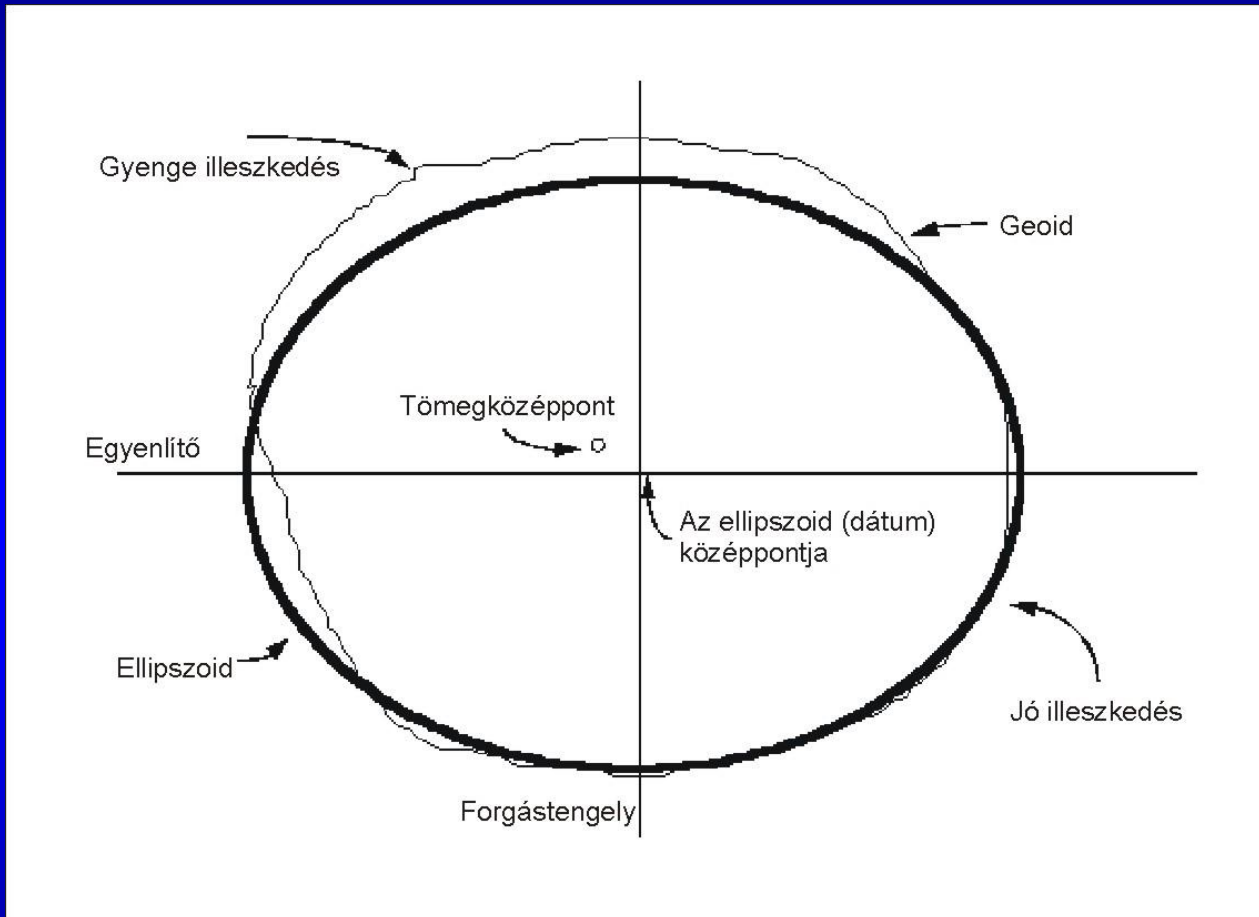 Gyenge illeszkedés
Geoid
Tömegközéppont
Egyenlítő
Az ellipszoid (dátum)
középpontja
Ellipszoid
Jó illeszkedés
Forgástengely